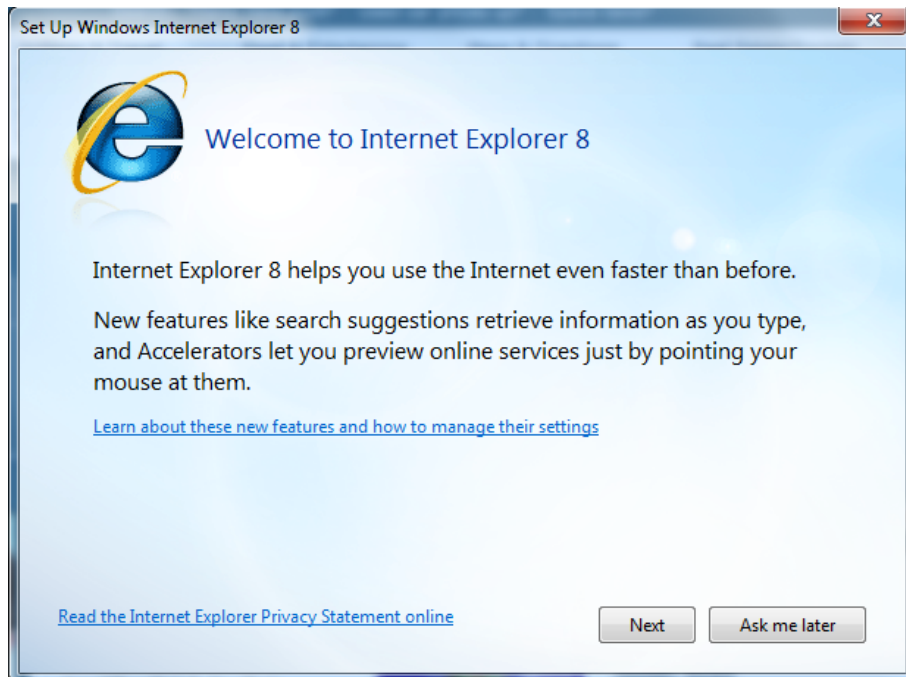 Set Up Windows Internet Explorer 8
Welcome to Internet Explorer 8
Internet Explorer 8 helps you use the Internet even faster than before.
New features like search suggestions retrieve information as you type,
and Accelerators let you preview online services just by pointing your
mouse at them.
Learn about these new features and how to manage their settings
Read the Internet Explorer Privacy Statement online
Next
Ask me later